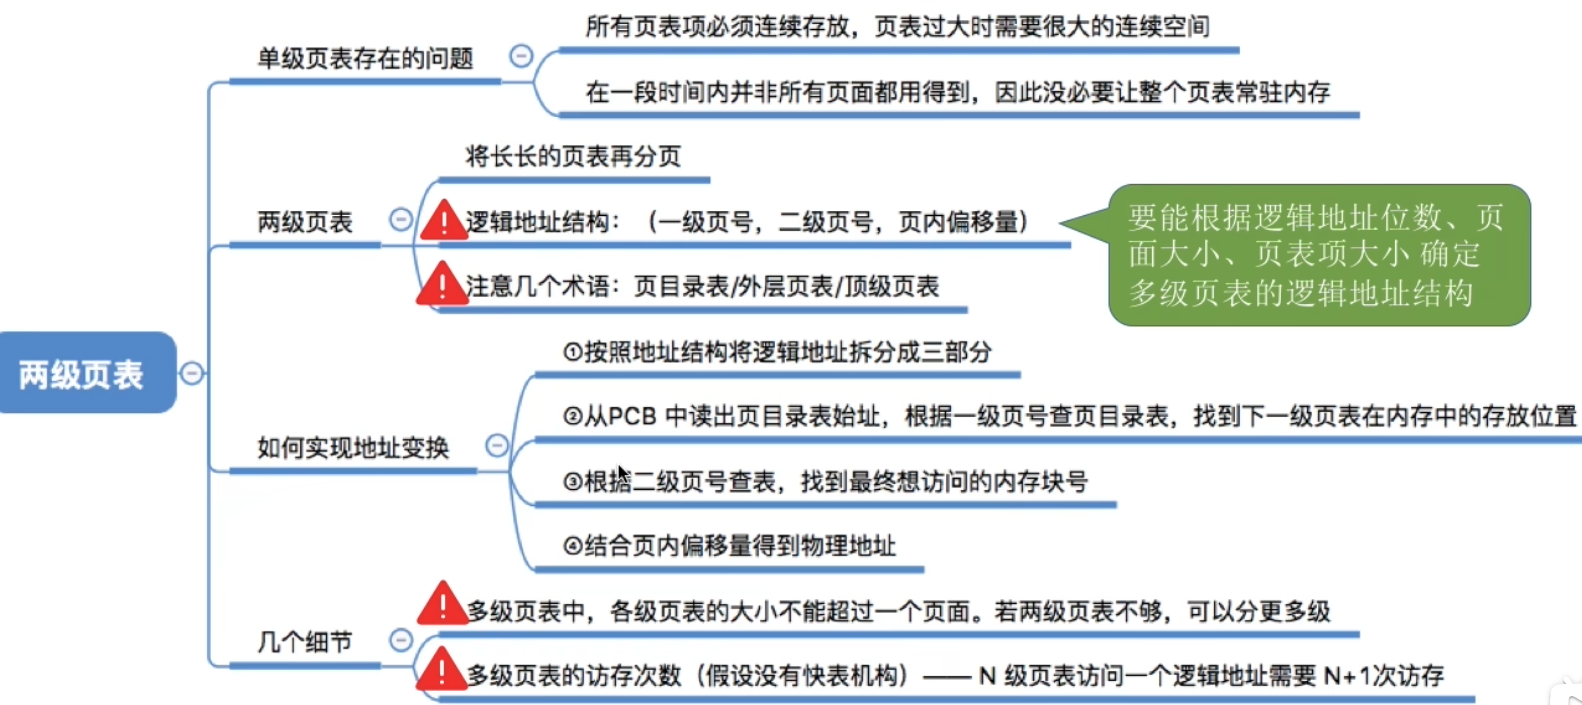 单级页表存在的问题
所有页表项必须连续存放，页表过大时需要很大的连续空间
在一段时间内并非所有页面都用得到，因此没必要让整个页表常驻内存
两级页表
将长长的页表再分页
逻辑地址结构：（一级页号，二级页号，页内偏移量）
要能根据逻辑地址位数、页
面大小、页表项大小 确定
多级页表的逻辑地址结构
注意几个术语：页目录表/外层页表/顶级页表
两级页表
如何实现地址变换
①按照地址结构将逻辑地址拆分成三部分
②从PCB 中读出页目录表始址，根据一级页号查页目录表，找到下一级页表在内存中的存放位置
③根据二级页号查表，找到最终想访问的内存块号
④结合页内偏移量得到物理地址
几个细节
多级页表中，各级页表的大小不能超过一个页面。若两级页表不够，可以分更多级
多级页表的访存次数（假设没有快表机构）—— N 级页表访问一个逻辑地址需要 N+1次访存